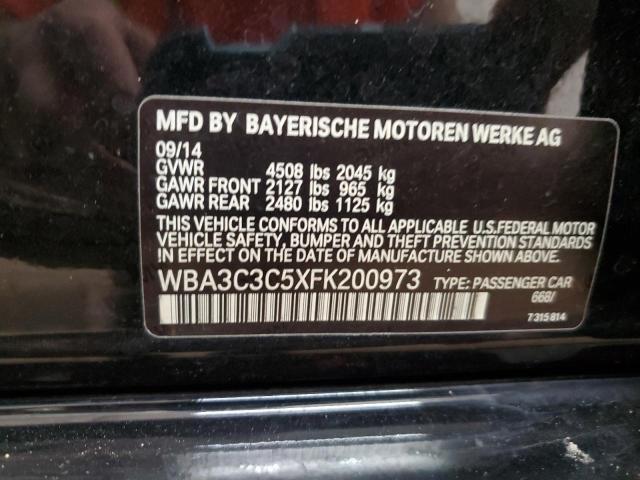 MFD BY BAYERISCHE MOTOREN WERKE AG
09/14
GVWR 4508 lbs 2045 kg
GAWR FRONT 2127 lbs 965 kg
GAWR REAR 2480 lbs 1125 kg
THIS VEHICLE CONFORMS TO ALL APPLICABLE U.S.FEDERAL MOTOR
VEHICLE SAFETY, BUMPER AND THEFT PREVENTION STANDARDS
IN EFFECT ON THE DATE OF MANUFACTURE SHOWN ABOVE.
WBA3C3C5XFK200973 TYPE: PASSENGER CAR
668/
7315814